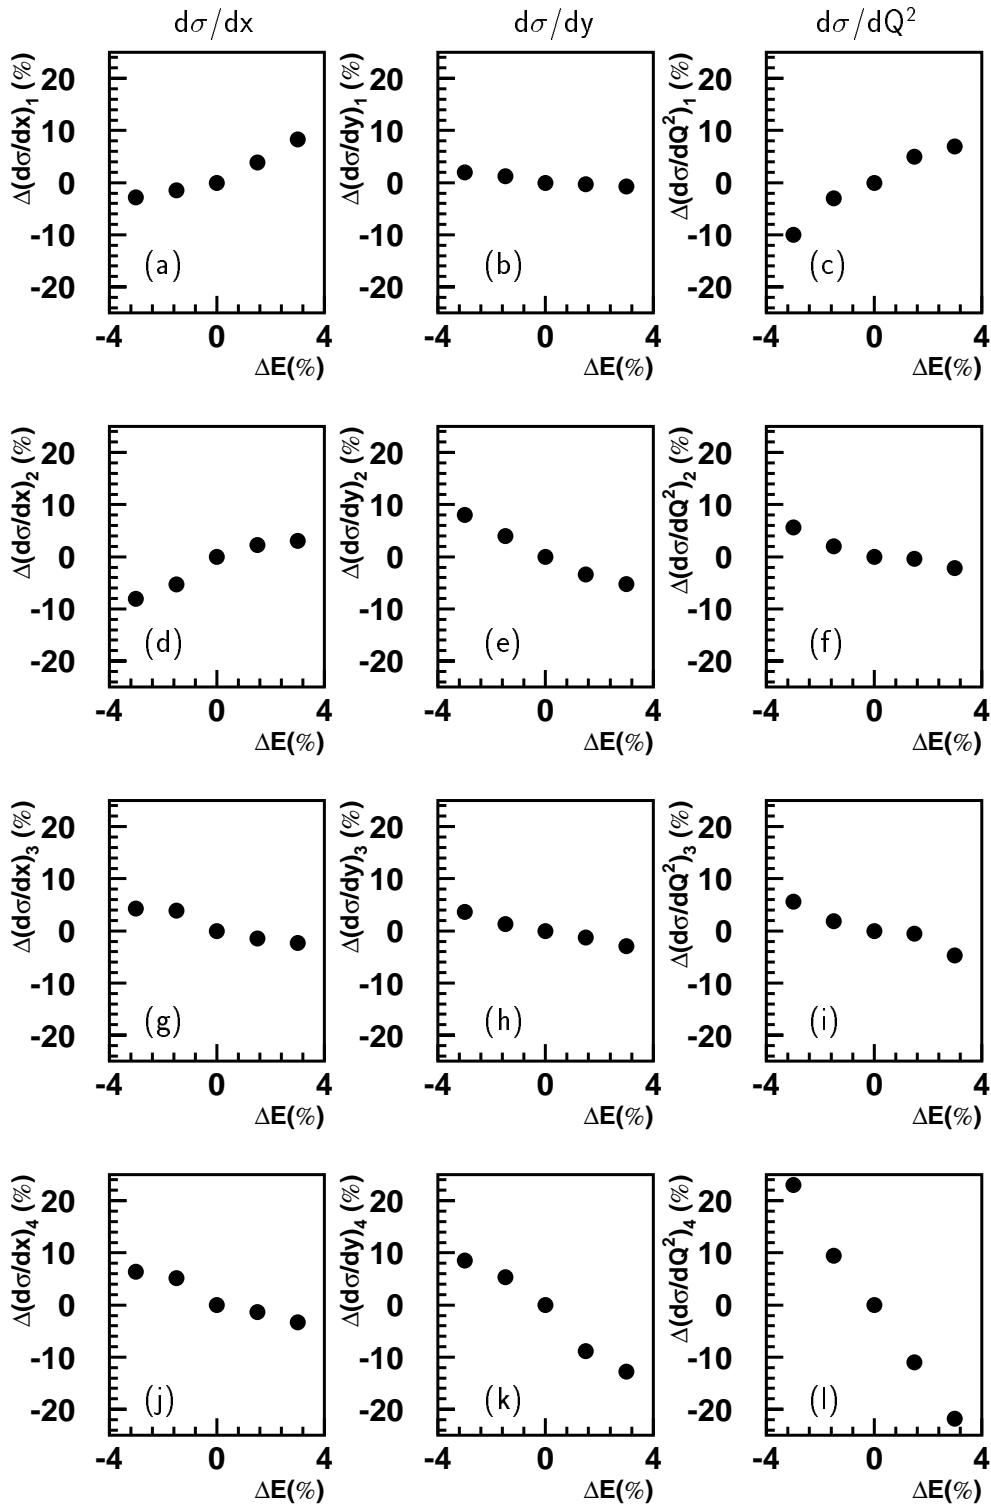 dσ/dx dσ/dy dσ/dQ²
Δ(dσ/dx)₁ (%) 20 10 0 -10 -20 (a) -4 0 4 ΔE(%)
Δ(dσ/dy)₁ (%) 20 10 0 -10 -20 (b) -4 0 4 ΔE(%)
Δ(dσ/dQ²)₁ (%) 20 10 0 -10 -20 (c) -4 0 4 ΔE(%)
Δ(dσ/dx)₂ (%) 20 10 0 -10 -20 (d) -4 0 4 ΔE(%)
Δ(dσ/dy)₂ (%) 20 10 0 -10 -20 (e) -4 0 4 ΔE(%)
Δ(dσ/dQ²)₂ (%) 20 10 0 -10 -20 (f) -4 0 4 ΔE(%)
Δ(dσ/dx)₃ (%) 20 10 0 -10 -20 (g) -4 0 4 ΔE(%)
Δ(dσ/dy)₃ (%) 20 10 0 -10 -20 (h) -4 0 4 ΔE(%)
Δ(dσ/dQ²)₃ (%) 20 10 0 -10 -20 (i) -4 0 4 ΔE(%)
Δ(dσ/dx)₄ (%) 20 10 0 -10 -20 (j) -4 0 4 ΔE(%)
Δ(dσ/dy)₄ (%) 20 10 0 -10 -20 (k) -4 0 4 ΔE(%)
Δ(dσ/dQ²)₄ (%) 20 10 0 -10 -20 (l) -4 0 4 ΔE(%)